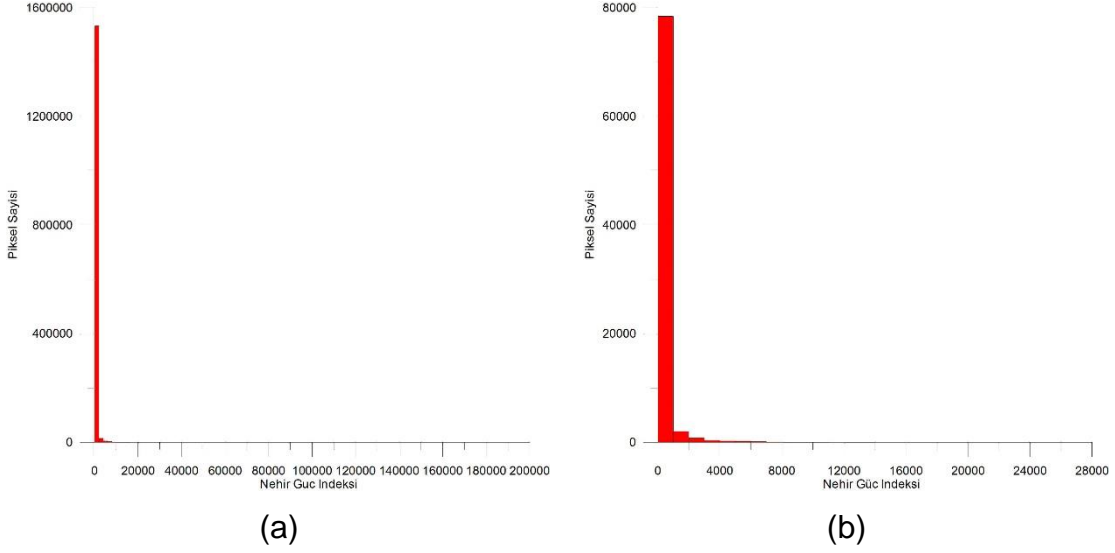 1600000
1200000
800000
400000
0
Piksel Sayisi
0 20000 40000 60000 80000 100000 120000 140000 160000 180000 200000
Nehir Guc Indeksi
(a)
80000
60000
40000
20000
0
Piksel Sayisi
0 4000 8000 12000 16000 20000 24000 28000
Nehir Güc Indeksi
(b)